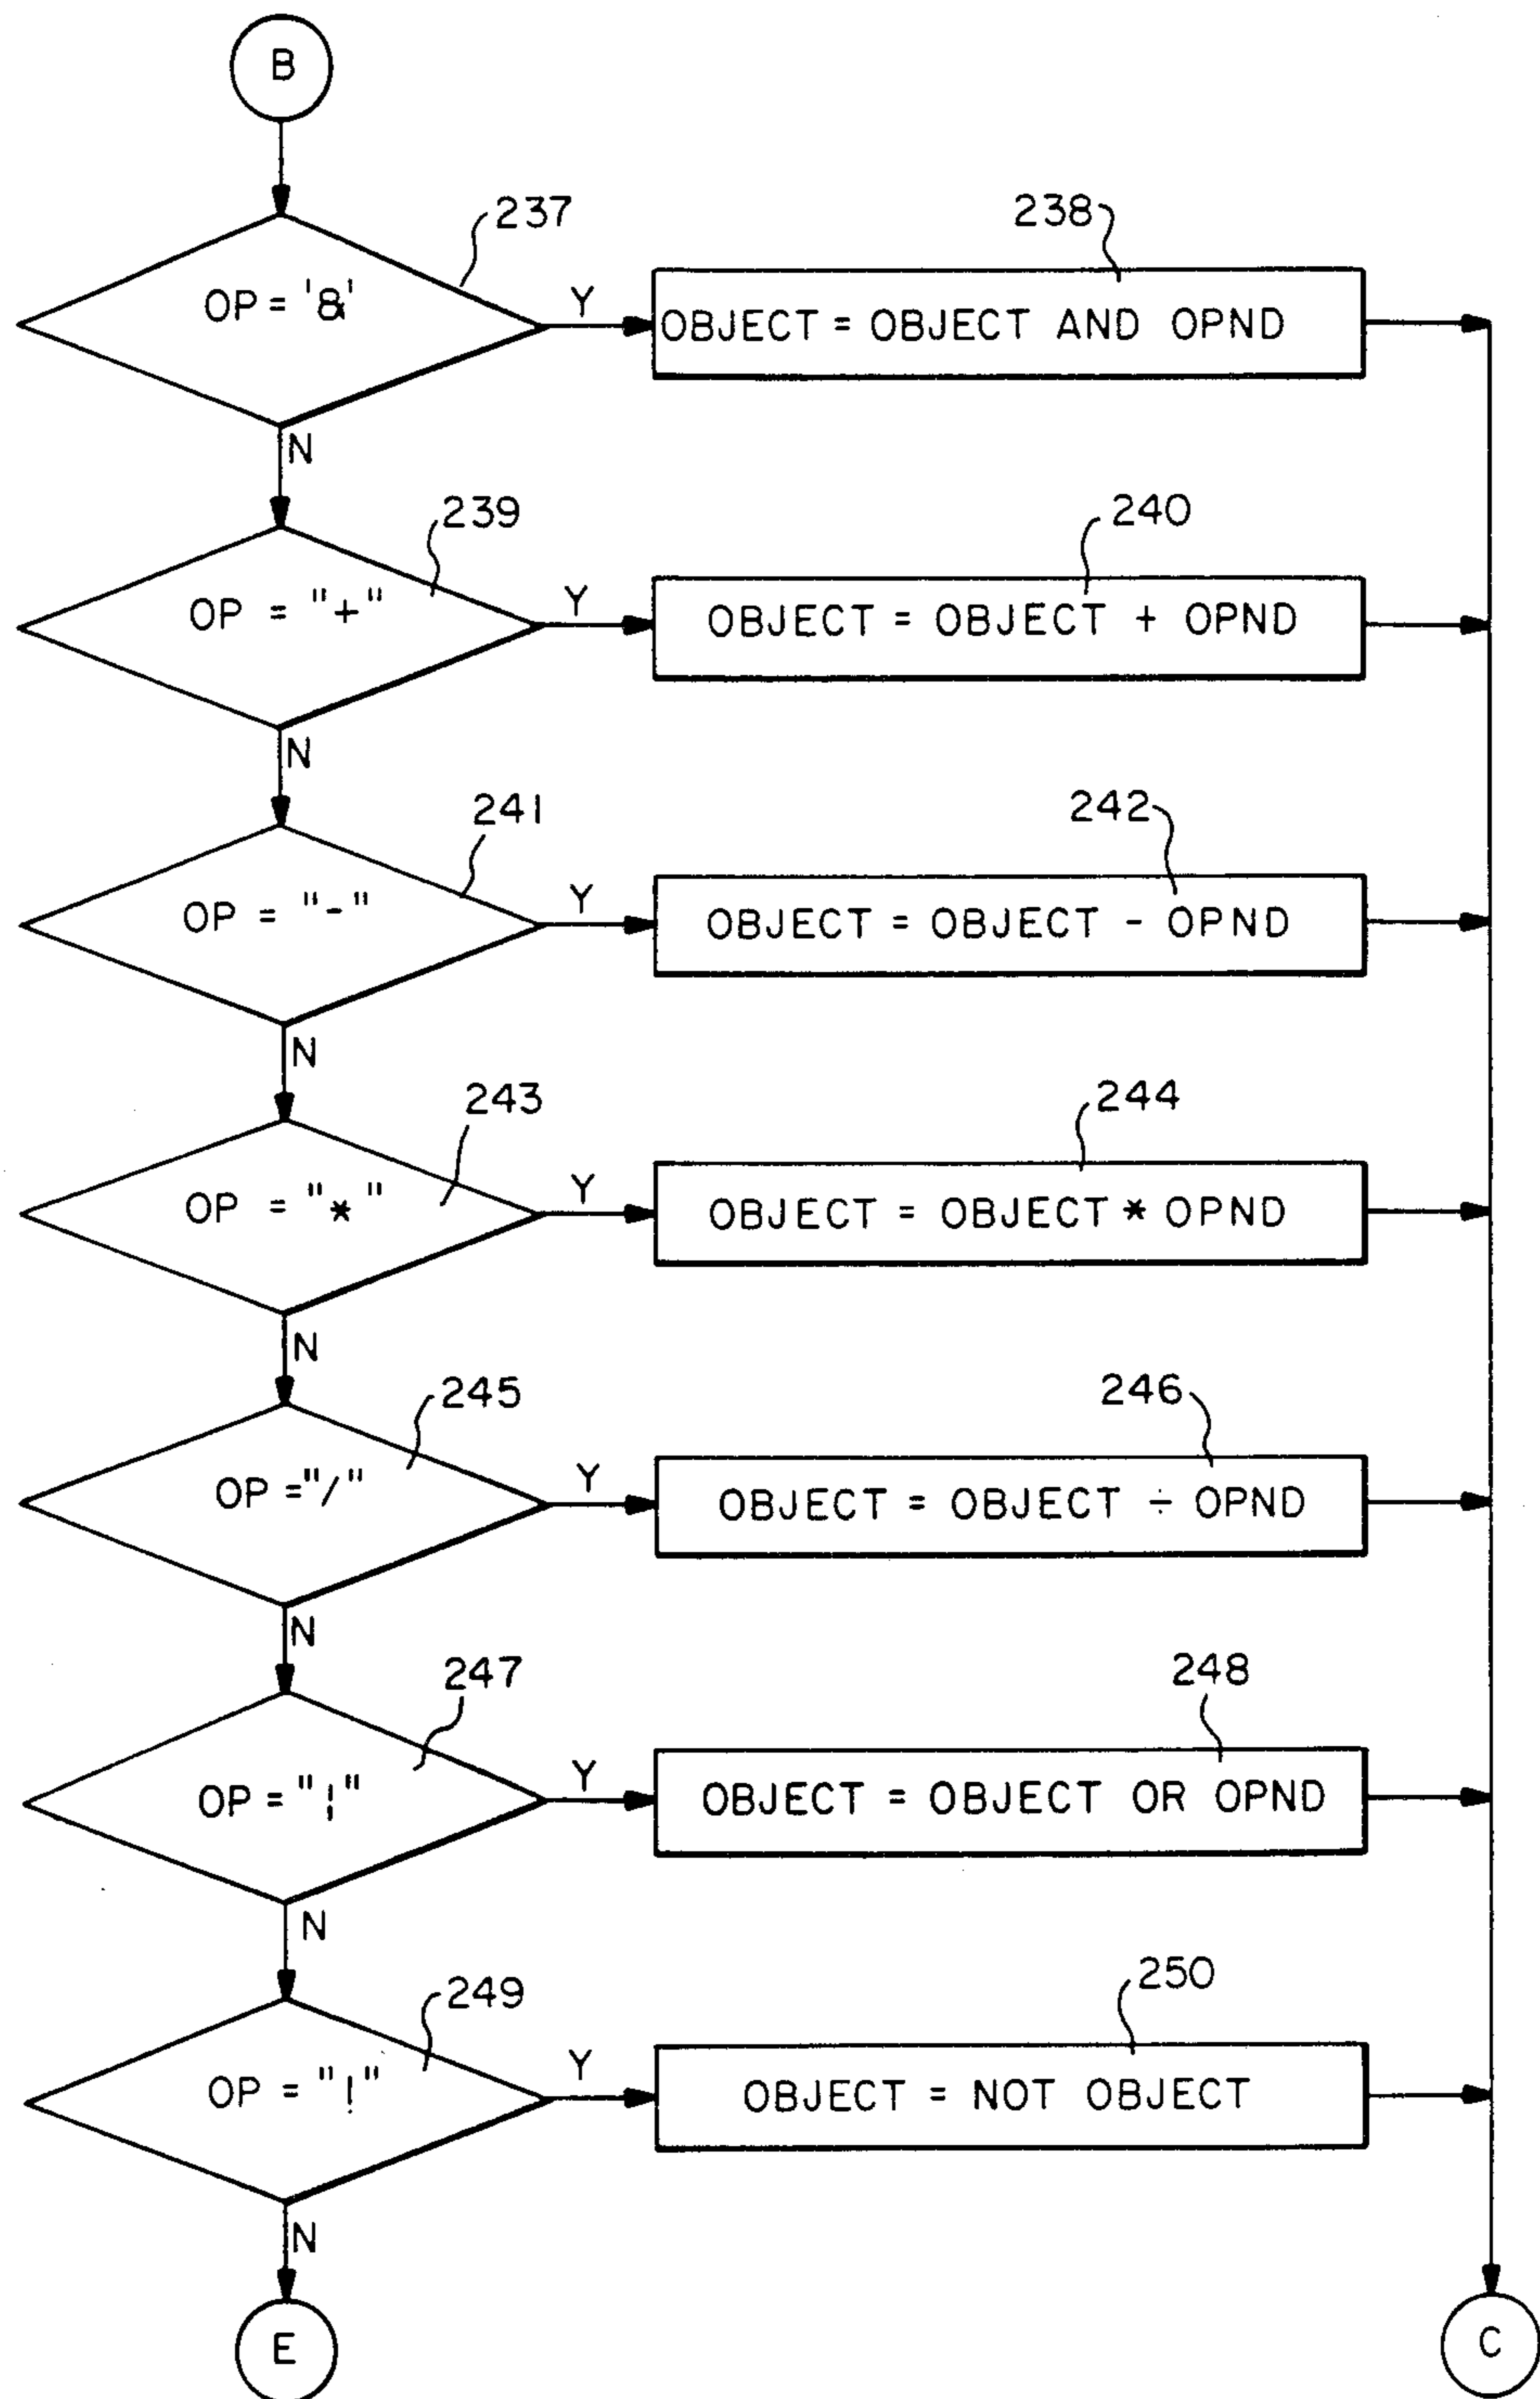 B
237
238
OP = '&'
Y
OBJECT = OBJECT AND OPND
N
239
240
OP = "+"
Y
OBJECT = OBJECT + OPND
N
241
242
OP = "-"
Y
OBJECT = OBJECT - OPND
N
243
244
OP = "*"
Y
OBJECT = OBJECT * OPND
N
245
246
OP ="/"
Y
OBJECT = OBJECT ÷ OPND
N
247
248
OP = "¦"
Y
OBJECT = OBJECT OR OPND
N
249
250
OP = "!"
Y
OBJECT = NOT OBJECT
N
E
C